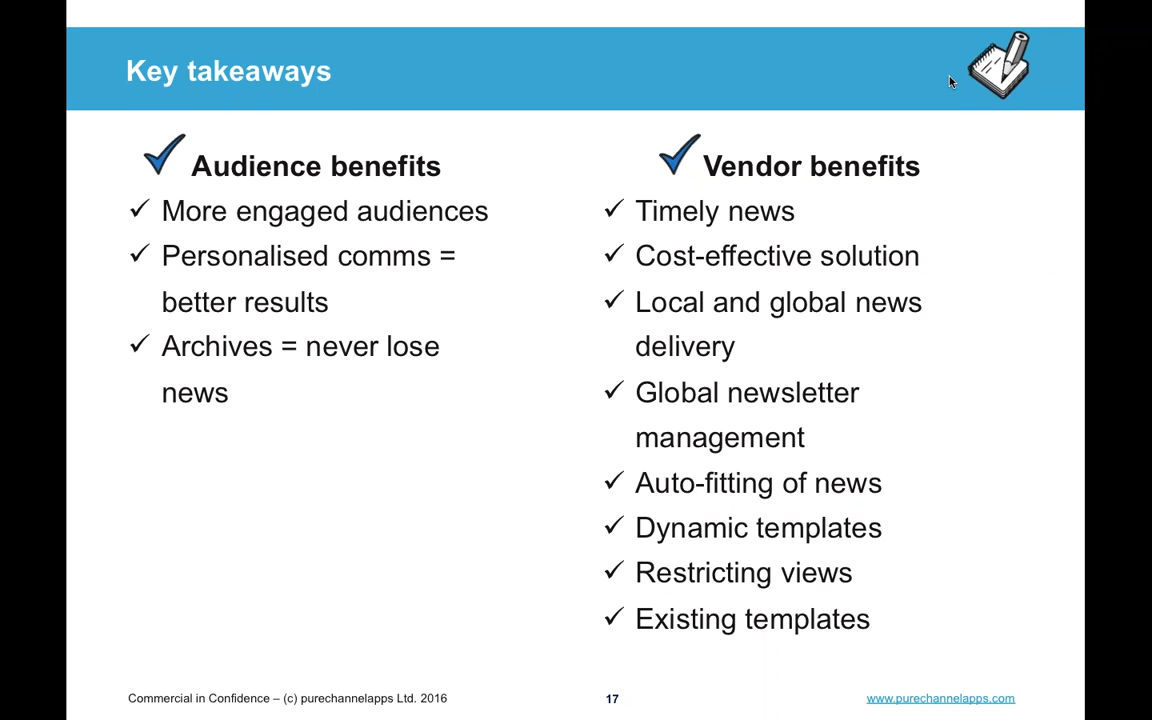 Key takeaways
Audience benefits
More engaged audiences
Personalised comms =
better results
Archives = never lose
news
Vendor benefits
Timely news
Cost-effective solution
Local and global news
delivery
Global newsletter
management
Auto-fitting of news
Dynamic templates
Restricting views
Existing templates
Commercial in Confidence – (c) purechannelapps Ltd. 2016
17
www.purechannelapps.com